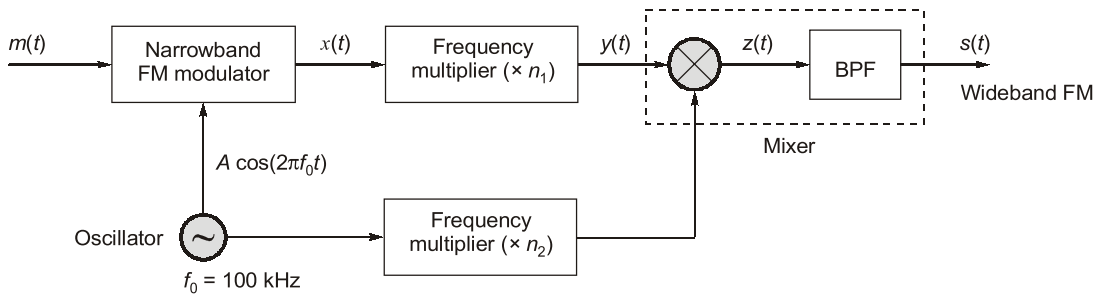 m(t)
Narrowband
FM modulator
x(t)
Frequency
multiplier (× n₁)
y(t)
z(t)
BPF
s(t)
Wideband FM
Mixer
A cos(2πf₀t)
Oscillator
~
f₀ = 100 kHz
Frequency
multiplier (× n₂)